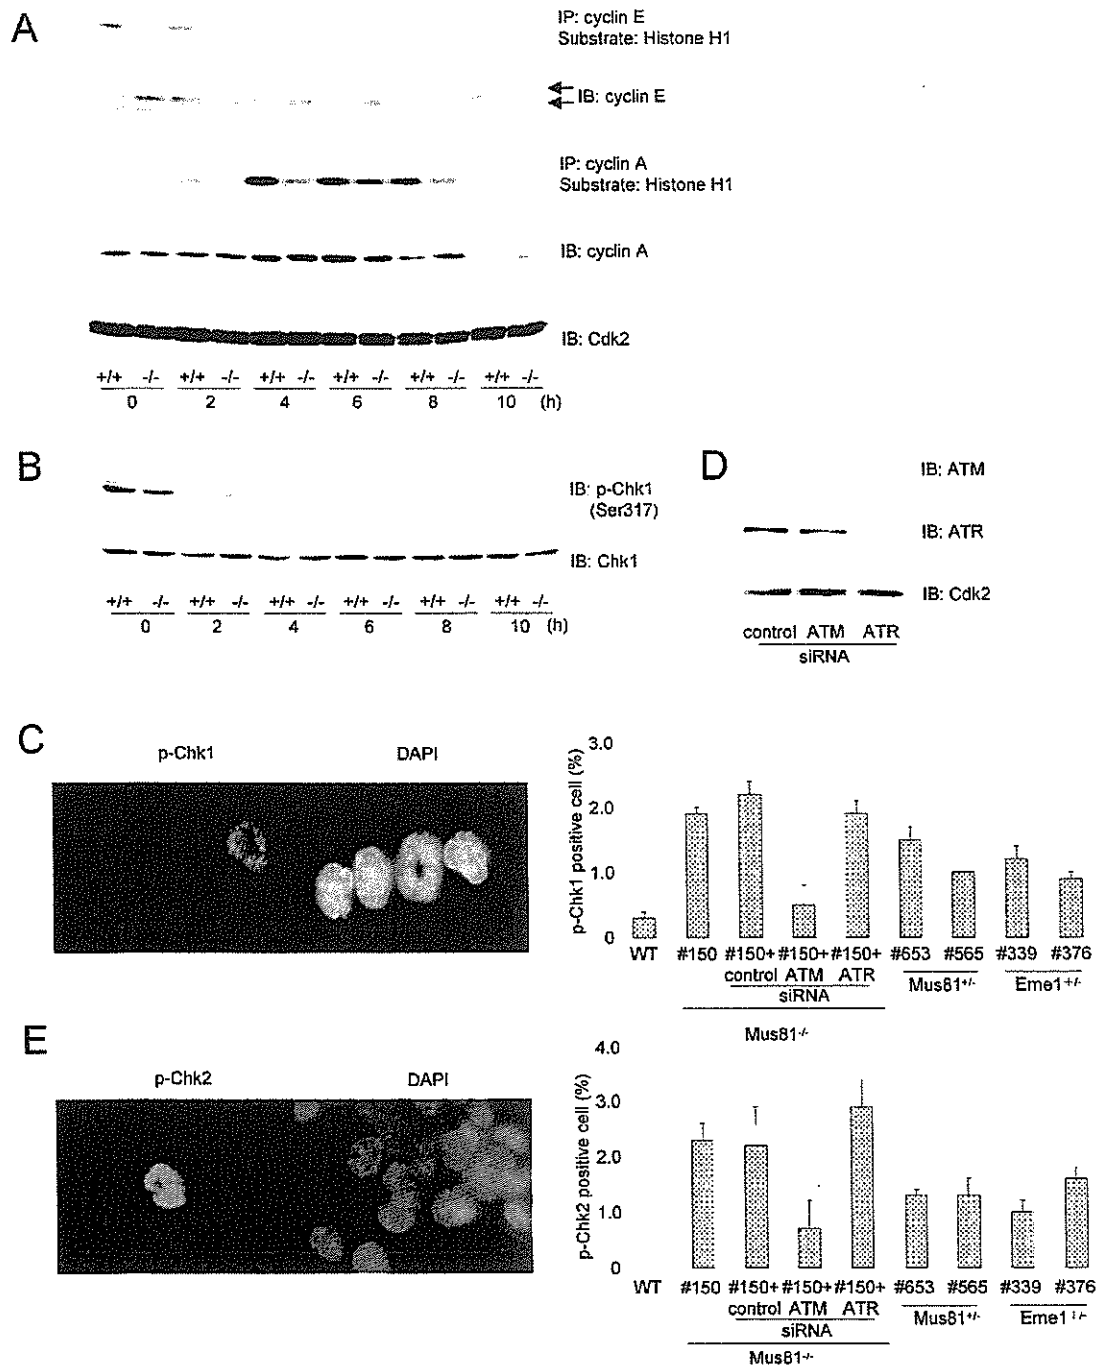 A
IP: cyclin E
Substrate: Histone H1
IB: cyclin E
IP: cyclin A
Substrate: Histone H1
IB: cyclin A
IB: Cdk2
+/+ -/- +/+ -/- +/+ -/- +/+ -/- +/+ -/- +/+ -/-
0 2 4 6 8 10 (h)
B
IB: p-Chk1
(Ser317)
IB: Chk1
+/+ -/- +/+ -/- +/+ -/- +/+ -/- +/+ -/- +/+ -/-
0 2 4 6 8 10 (h)
D
IB: ATM
IB: ATR
IB: Cdk2
control ATM ATR
siRNA
C
p-Chk1 DAPI
p-Chk1 positive cell (%)
3.0
2.0
1.0
0
WT #150 #150+ #150+ #150+ #653 #565 #339 #376
control ATM ATR Mus81+/- Eme1+/-
siRNA
Mus81-/-
E
p-Chk2 DAPI
p-Chk2 positive cell (%)
4.0
3.0
2.0
1.0
0
WT #150 #150+ #150+ #150+ #653 #565 #339 #376
control ATM ATR Mus81+/- Eme1+/-
siRNA
Mus81-/-